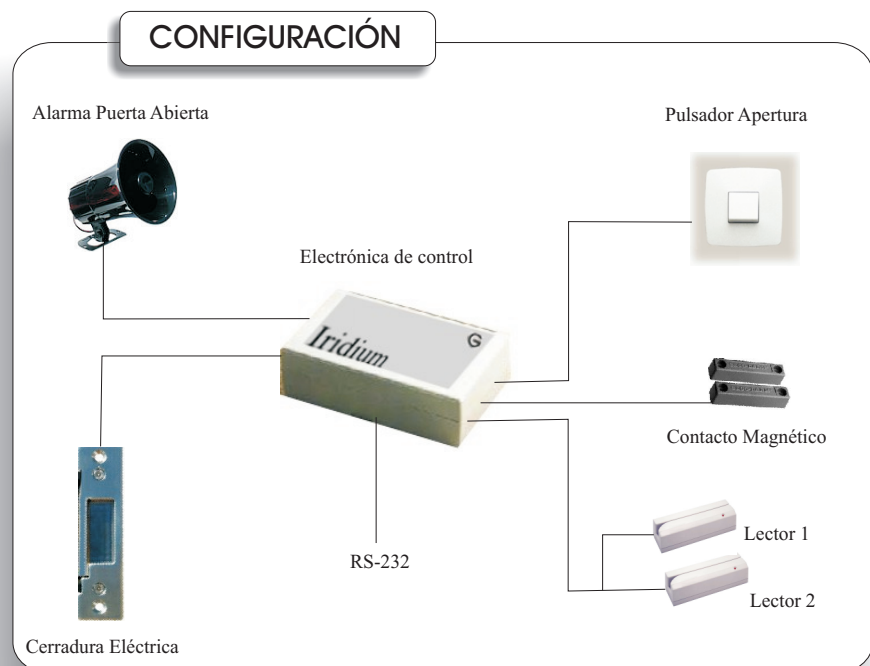 CONFIGURACIÓN
Alarma Puerta Abierta
Pulsador Apertura
Electrónica de control
Iridium
G
Contacto Magnético
Lector 1
RS-232
Lector 2
Cerradura Eléctrica